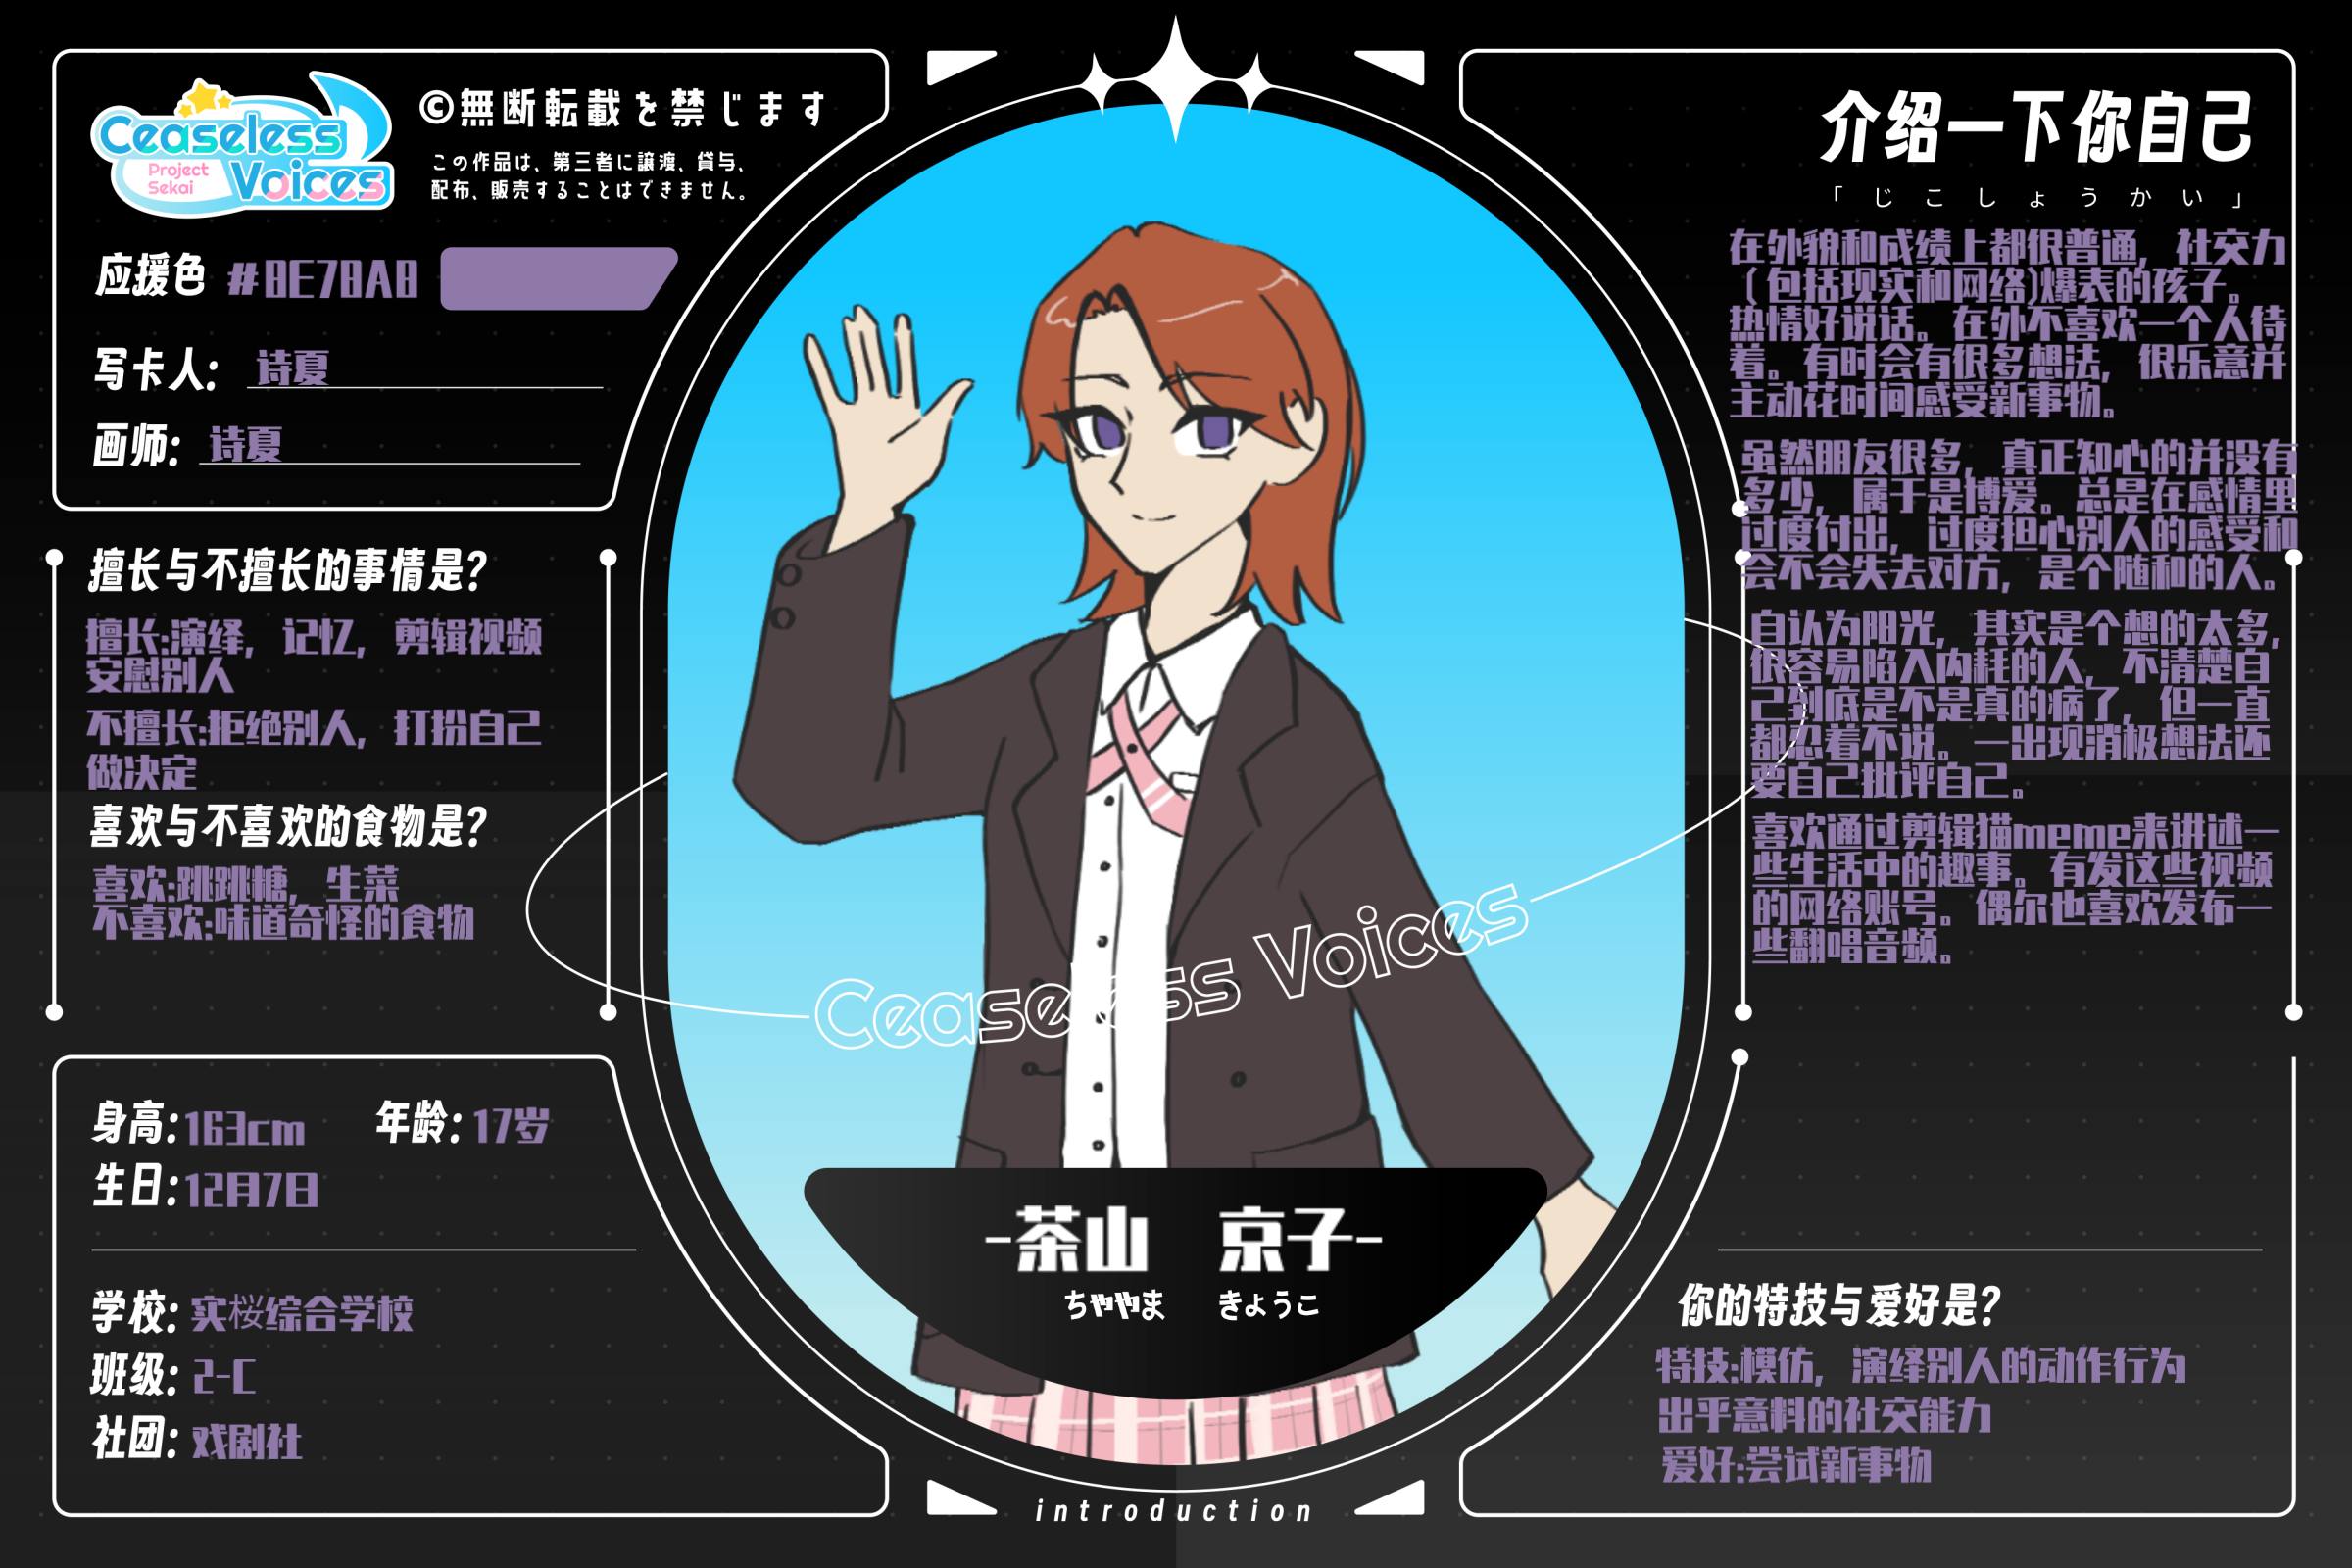 Ceaseless
Voices
Project
Sekai
©無断転載を禁じます
この作品は、第三者に譲渡、貸与、
配布、販売することはできません。
应援色 #8E78A8
写卡人: 诗夏
画师: 诗夏
擅长与不擅长的事情是?
擅长:演绎, 记忆, 剪辑视频
安慰别人
不擅长:拒绝别人, 打扮自己
做决定
喜欢与不喜欢的食物是?
喜欢:跳跳糖, 生菜
不喜欢:味道奇怪的食物
身高:163cm 年龄:17岁
生日:12月7日
学校:实桜综合学校
班级:2-C
社团:戏剧社
Ceaseless Voices
-茶山 京子-
ちややま きょうこ
introduction
介绍一下你自己
「じこしょうかい」
在外貌和成绩上都很普通, 社交力
(包括现实和网络)爆表的孩子。
热情好说话。在外不喜欢一个人待
着。有时会有很多想法, 很乐意并
主动花时间感受新事物。
虽然朋友很多, 真正知心的并没有
多少, 属于是博爱。总是在感情里
过度付出, 过度担心别人的感受和
会不会失去对方, 是个随和的人。
自认为阳光, 其实是个想的太多,
很容易陷入内耗的人, 不清楚自
己到底是不是真的病了, 但一直
都忍着不说。一出现消极想法还
要自己批评自己。
喜欢通过剪辑猫meme来讲述一
些生活中的趣事。有发这些视频
的网络账号。偶尔也喜欢发布一
些翻唱音频。
你的特技与爱好是?
特技:模仿, 演绎别人的动作行为
出乎意料的社交能力
爱好:尝试新事物